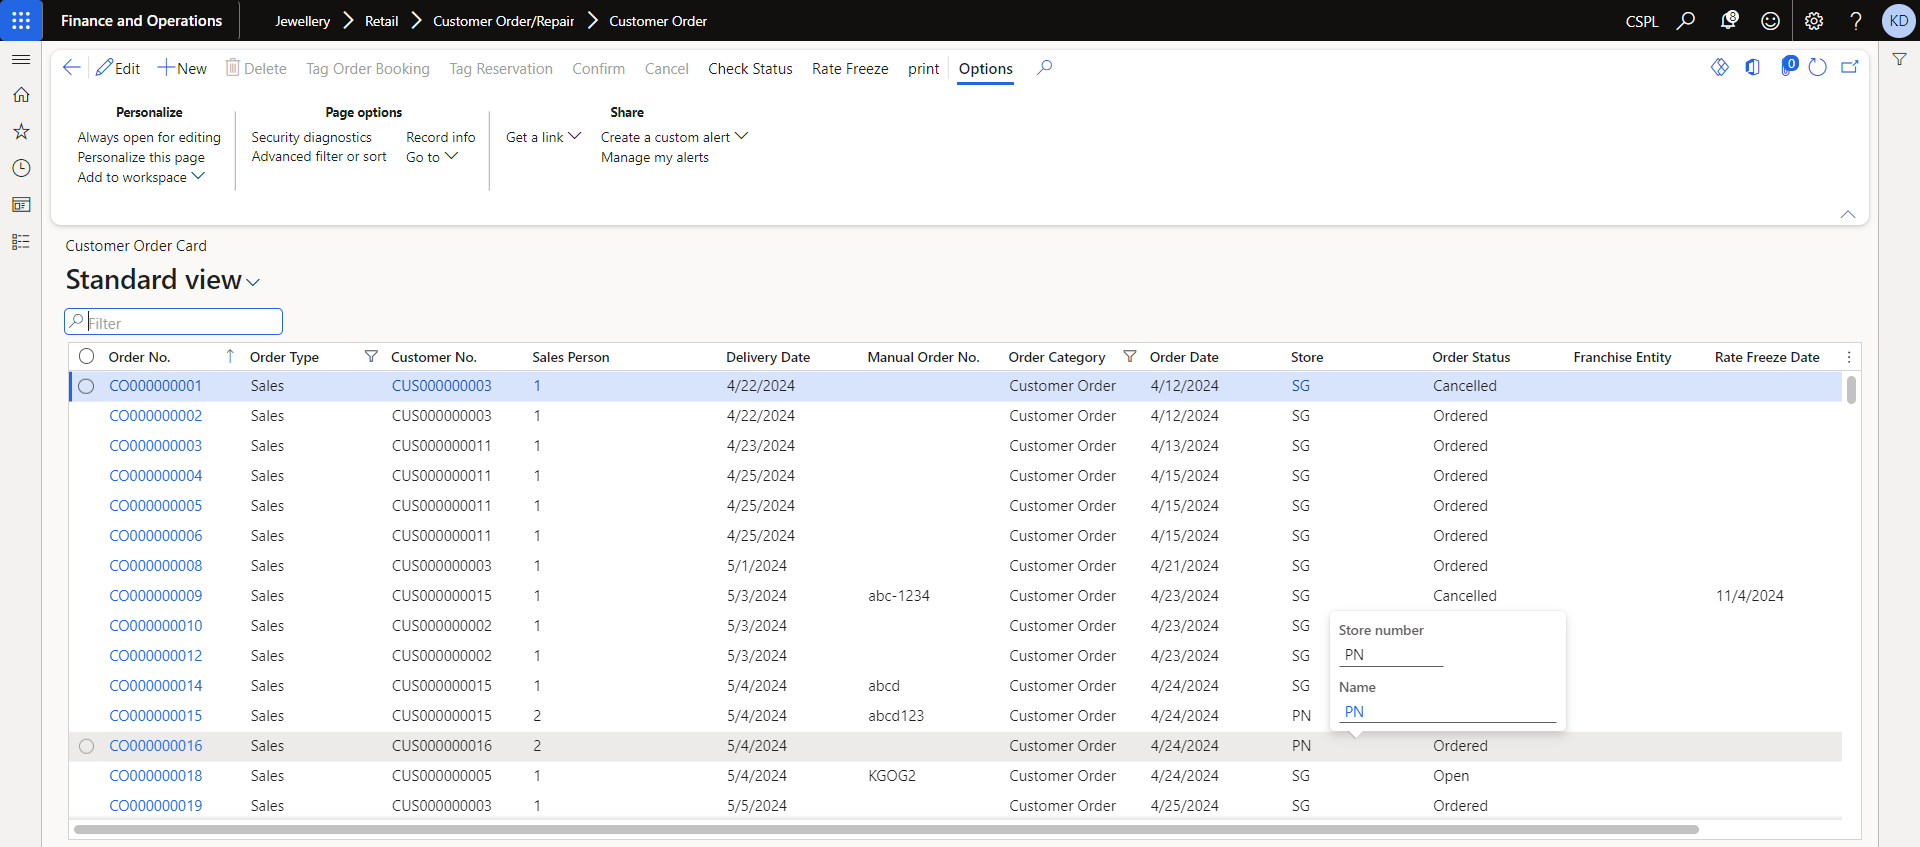 Finance and Operations Jewellery Retail Customer Order/Repair Customer Order CSPL 8 ? KD
Edit New Delete Tag Order Booking Tag Reservation Confirm Cancel Check Status Rate Freeze print Options 0
Personalize
Always open for editing
Personalize this page
Add to workspace
Page options
Security diagnostics Record info
Advanced filter or sort Go to
Share
Get a link Create a custom alert
Manage my alerts
Customer Order Card
Standard view
Filter
Order No. Order Type Customer No. Sales Person Delivery Date Manual Order No. Order Category Order Date Store Order Status Franchise Entity Rate Freeze Date
CO000000001 Sales CUS000000003 1 4/22/2024 Customer Order 4/12/2024 SG Cancelled
CO000000002 Sales CUS000000003 1 4/22/2024 Customer Order 4/12/2024 SG Ordered
CO000000003 Sales CUS000000011 1 4/23/2024 Customer Order 4/13/2024 SG Ordered
CO000000004 Sales CUS000000011 1 4/25/2024 Customer Order 4/15/2024 SG Ordered
CO000000005 Sales CUS000000011 1 4/25/2024 Customer Order 4/15/2024 SG Ordered
CO000000006 Sales CUS000000011 1 4/25/2024 Customer Order 4/15/2024 SG Ordered
CO000000008 Sales CUS000000003 1 5/1/2024 Customer Order 4/21/2024 SG Ordered
CO000000009 Sales CUS000000015 1 5/3/2024 abc-1234 Customer Order 4/23/2024 SG Cancelled 11/4/2024
CO000000010 Sales CUS000000002 1 5/3/2024 Customer Order 4/23/2024 SG
CO000000012 Sales CUS000000002 1 5/3/2024 Customer Order 4/23/2024 SG
CO000000014 Sales CUS000000015 1 5/4/2024 abcd Customer Order 4/24/2024 SG
CO000000015 Sales CUS000000015 2 5/4/2024 abcd123 Customer Order 4/24/2024 PN
CO000000016 Sales CUS000000016 2 5/4/2024 Customer Order 4/24/2024 PN Ordered
CO000000018 Sales CUS000000005 1 5/4/2024 KGOG2 Customer Order 4/24/2024 SG Open
CO000000019 Sales CUS000000003 1 5/5/2024 Customer Order 4/25/2024 SG Ordered
Store number
PN
Name
PN